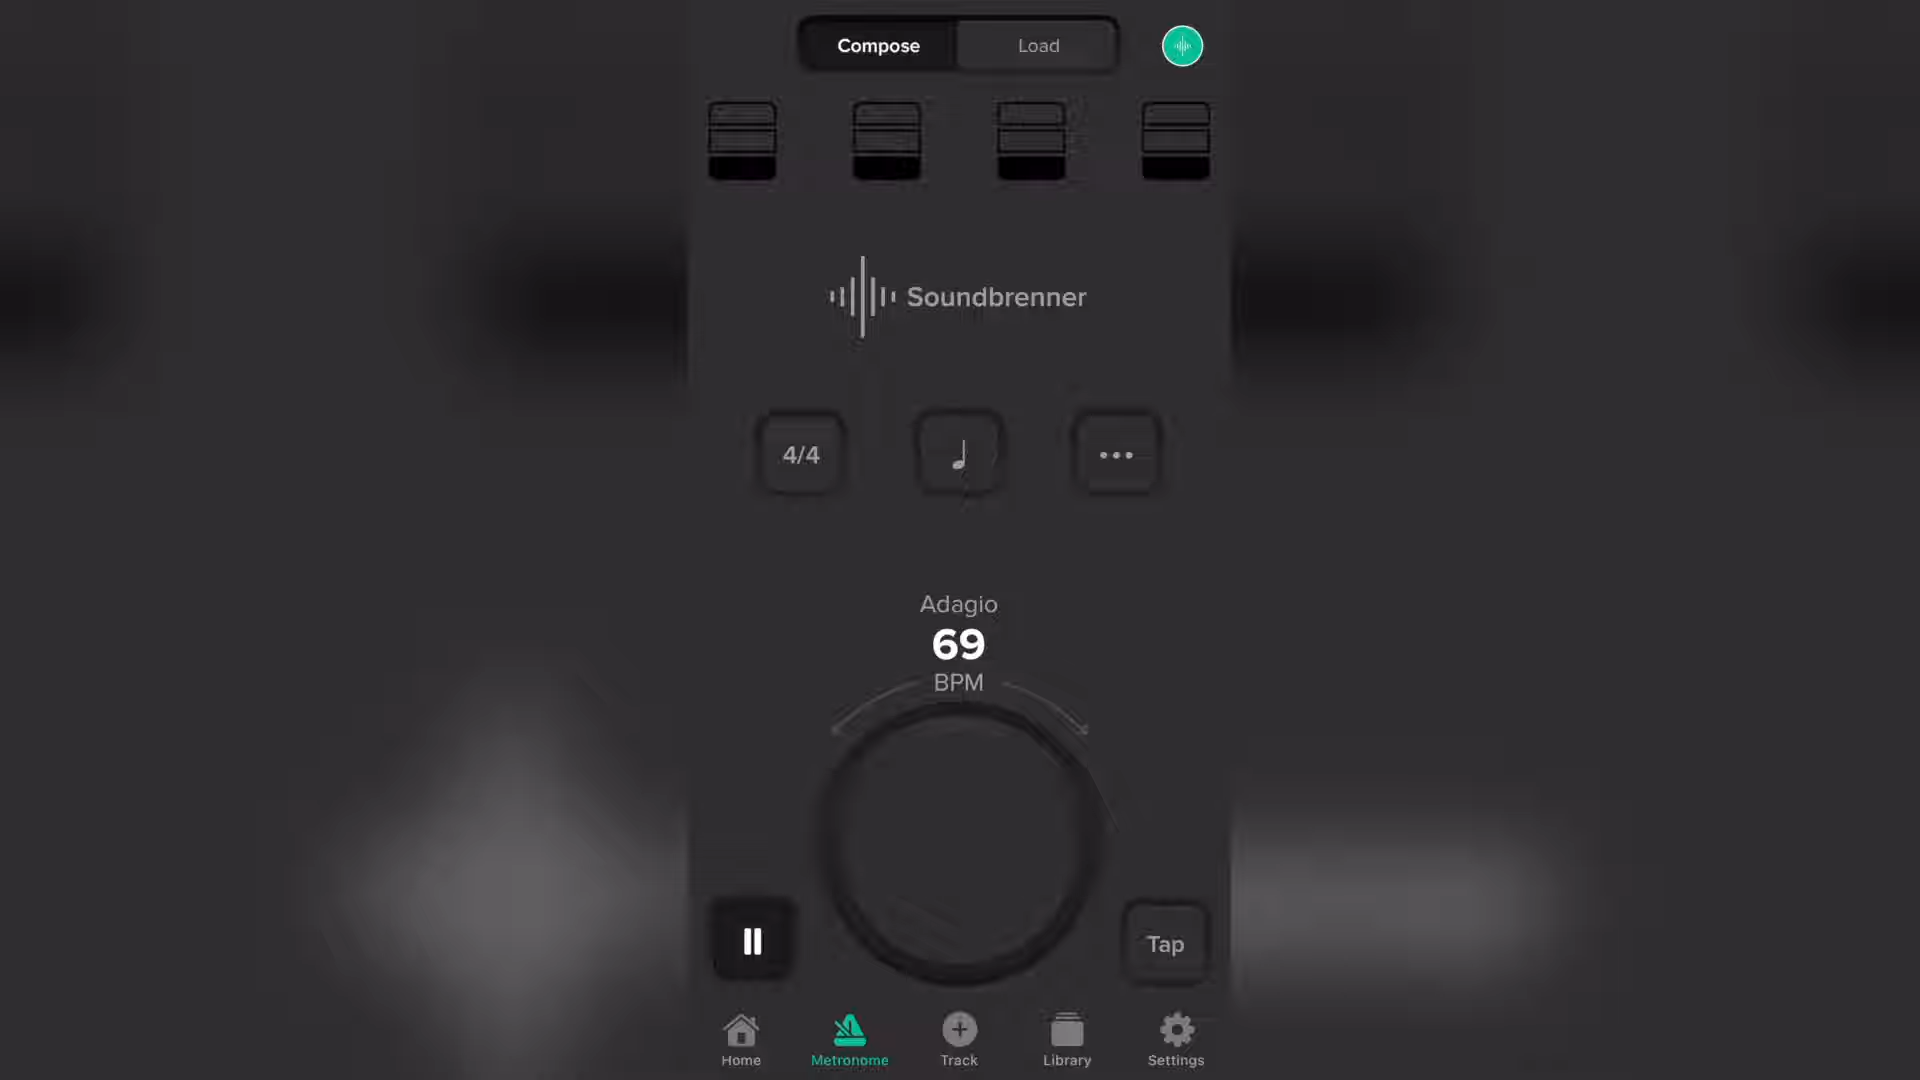 Compose Load
Soundbrenner
4/4
Adagio
69
BPM
Tap
Home Metronome Track Library Settings